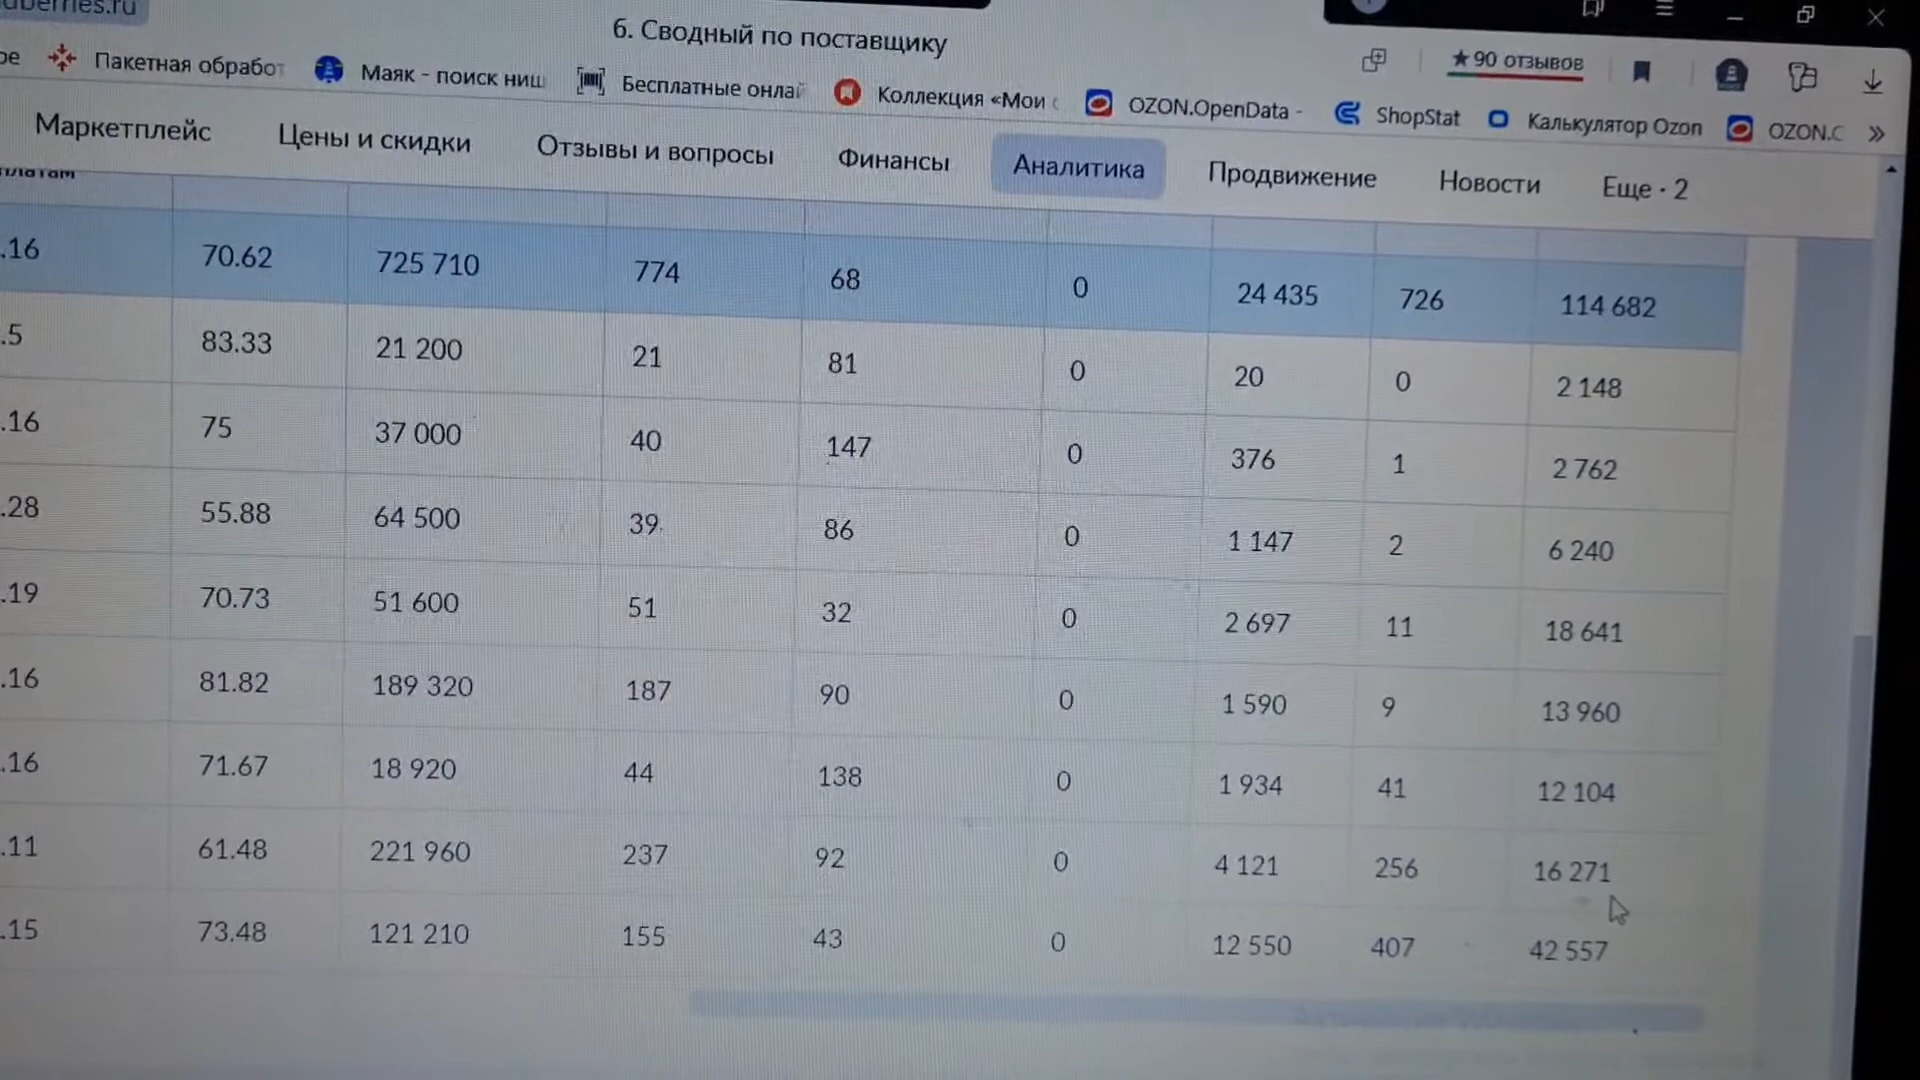 6. Сводный по поставщику
★ 90 отзывов
Пакетная обработ Маяк - поиск ниш Бесплатные онлай Коллекция «Мои с OZON.OpenData - ShopStat Калькулятор Ozon OZON.C »
Маркетплейс Цены и скидки Отзывы и вопросы Финансы Аналитика Продвижение Новости Еще · 2
.16 70.62 725 710 774 68 0 24 435 726 114 682
.5 83.33 21 200 21 81 0 20 0 2 148
.16 75 37 000 40 147 0 376 1 2 762
.28 55.88 64 500 39 86 0 1 147 2 6 240
.19 70.73 51 600 51 32 0 2 697 11 18 641
.16 81.82 189 320 187 90 0 1 590 9 13 960
.16 71.67 18 920 44 138 0 1 934 41 12 104
.11 61.48 221 960 237 92 0 4 121 256 16 271
.15 73.48 121 210 155 43 0 12 550 407 42 557